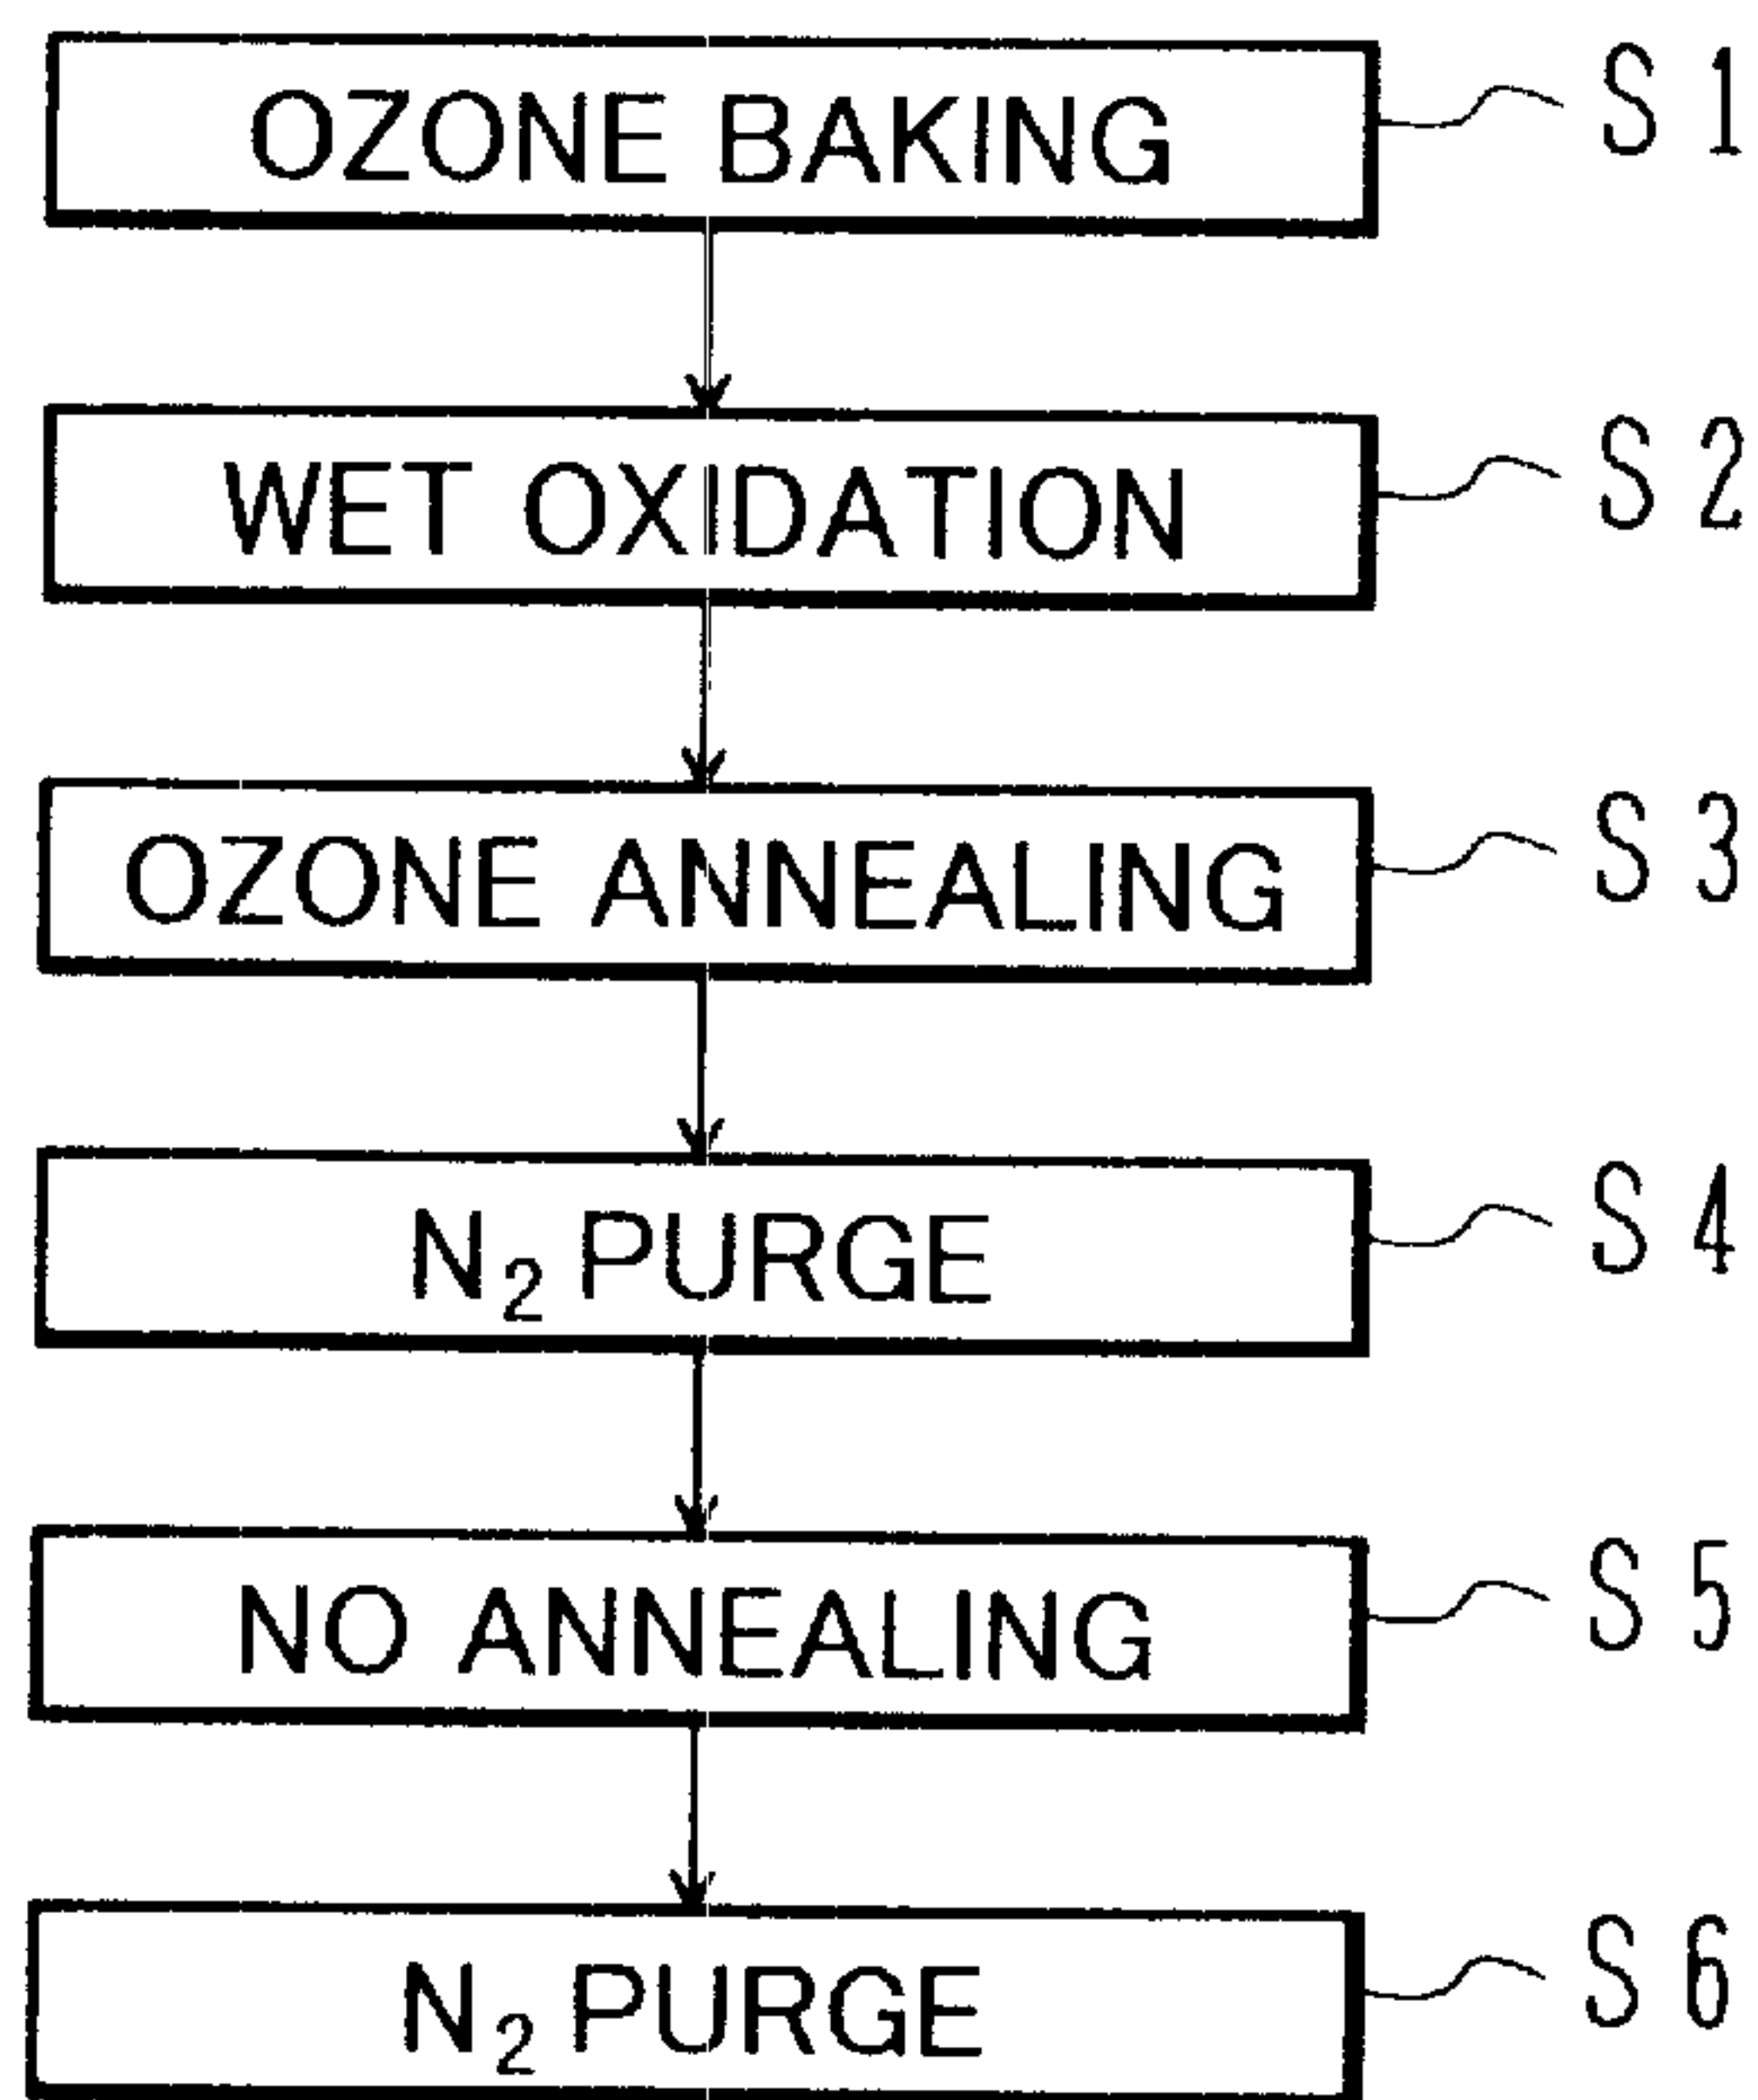 OZONE BAKING S1
WET OXIDATION S2
OZONE ANNEALING S3
N₂ PURGE S4
NO ANNEALING S5
N₂ PURGE S6